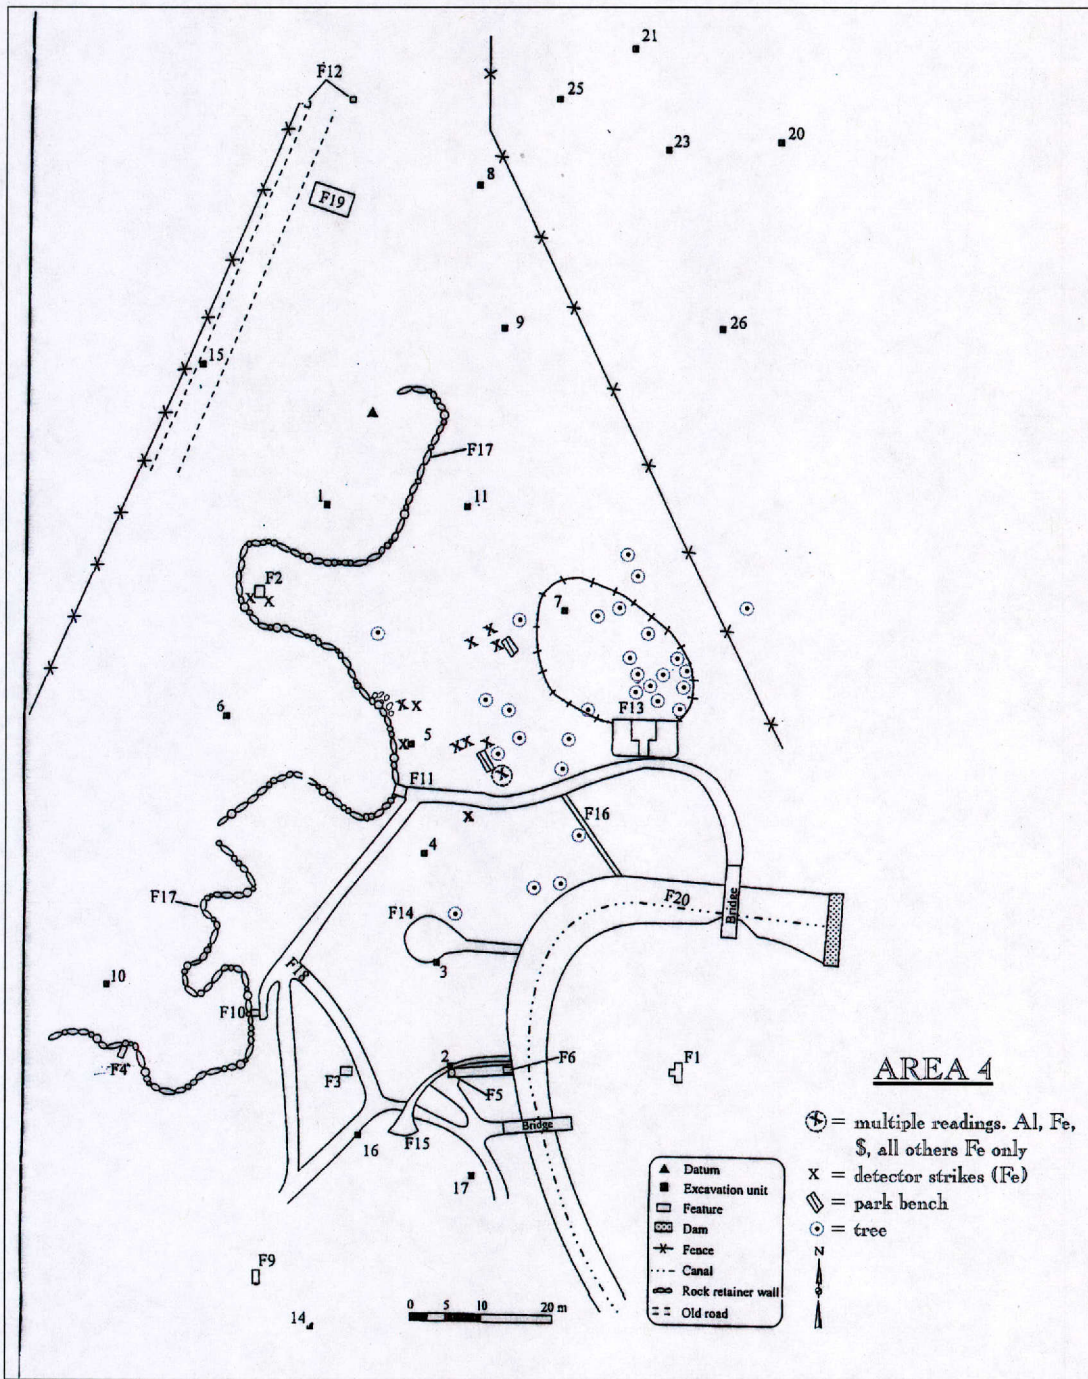 21
F12
25
20
23
8
F19
9
26
15
F17
1
11
F2
7
6
F13
5
F11
F16
4
F17
F20
Bridge
F14
3
10
F18
F10
2
F6
F1
F4
F3
F5
F15
Bridge
16
17
F9
14
0 5 10 20 m
AREA 4
= multiple readings. Al, Fe,
$, all others Fe only
X = detector strikes (Fe)
= park bench
= tree
N
Datum
Excavation unit
Feature
Dam
Fence
Canal
Rock retainer wall
Old road